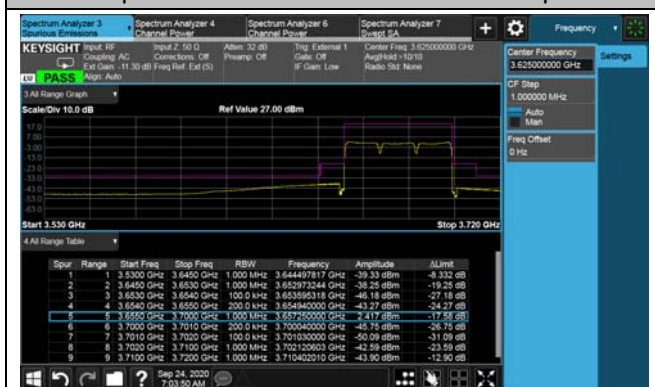 Spectrum Analyzer 3
Spurious Emissions
Spectrum Analyzer 4
Channel Power
Spectrum Analyzer 6
Channel Power
Spectrum Analyzer 7
Swept SA
+
Frequency
KEYSIGHT
Input: RF
Coupling: AC
Ext Gain: -11.30 dB
Align: Auto
Input Z: 50 Ω
Corrections: Off
Freq Ref: Ext (S)
Atten: 32 dB
Preamp: Off
Trig: External 1
Gate: Off
IF Gain: Low
Center Freq: 3.625000000 GHz
Avg|Hold:>10/10
Radio Std: None
PASS
Center Frequency
3.625000000 GHz
Settings
CF Step
1.000000 MHz
Auto
Man
Freq Offset
0 Hz
3 All Range Graph
Scale/Div 10.0 dB
Ref Value 27.00 dBm
17.0
7.00
-3.00
-13.0
-23.0
-33.0
-43.0
-53.0
-63.0
Start 3.530 GHz
Stop 3.720 GHz
4 All Range Table
Spur Range Start Freq Stop Freq RBW Frequency Amplitude ΔLimit
1 1 3.5300 GHz 3.6450 GHz 1.000 MHz 3.644497817 GHz -39.33 dBm -8.332 dB
2 2 3.6450 GHz 3.6530 GHz 1.000 MHz 3.652973244 GHz -38.25 dBm -19.25 dB
3 3 3.6530 GHz 3.6540 GHz 100.0 kHz 3.653595318 GHz -46.18 dBm -27.18 dB
4 4 3.6540 GHz 3.6550 GHz 200.0 kHz 3.654940000 GHz -43.27 dBm -24.27 dB
5 5 3.6550 GHz 3.7000 GHz 1.000 MHz 3.657250000 GHz 2.417 dBm -17.58 dB
6 6 3.7000 GHz 3.7010 GHz 200.0 kHz 3.700040000 GHz -45.75 dBm -26.75 dB
7 7 3.7010 GHz 3.7020 GHz 100.0 kHz 3.701030000 GHz -50.09 dBm -31.09 dB
8 8 3.7020 GHz 3.7100 GHz 1.000 MHz 3.702120603 GHz -42.59 dBm -23.59 dB
9 9 3.7100 GHz 3.7200 GHz 1.000 MHz 3.710402010 GHz -43.90 dBm -12.90 dB
?
Sep 24, 2020
7:03:50 AM